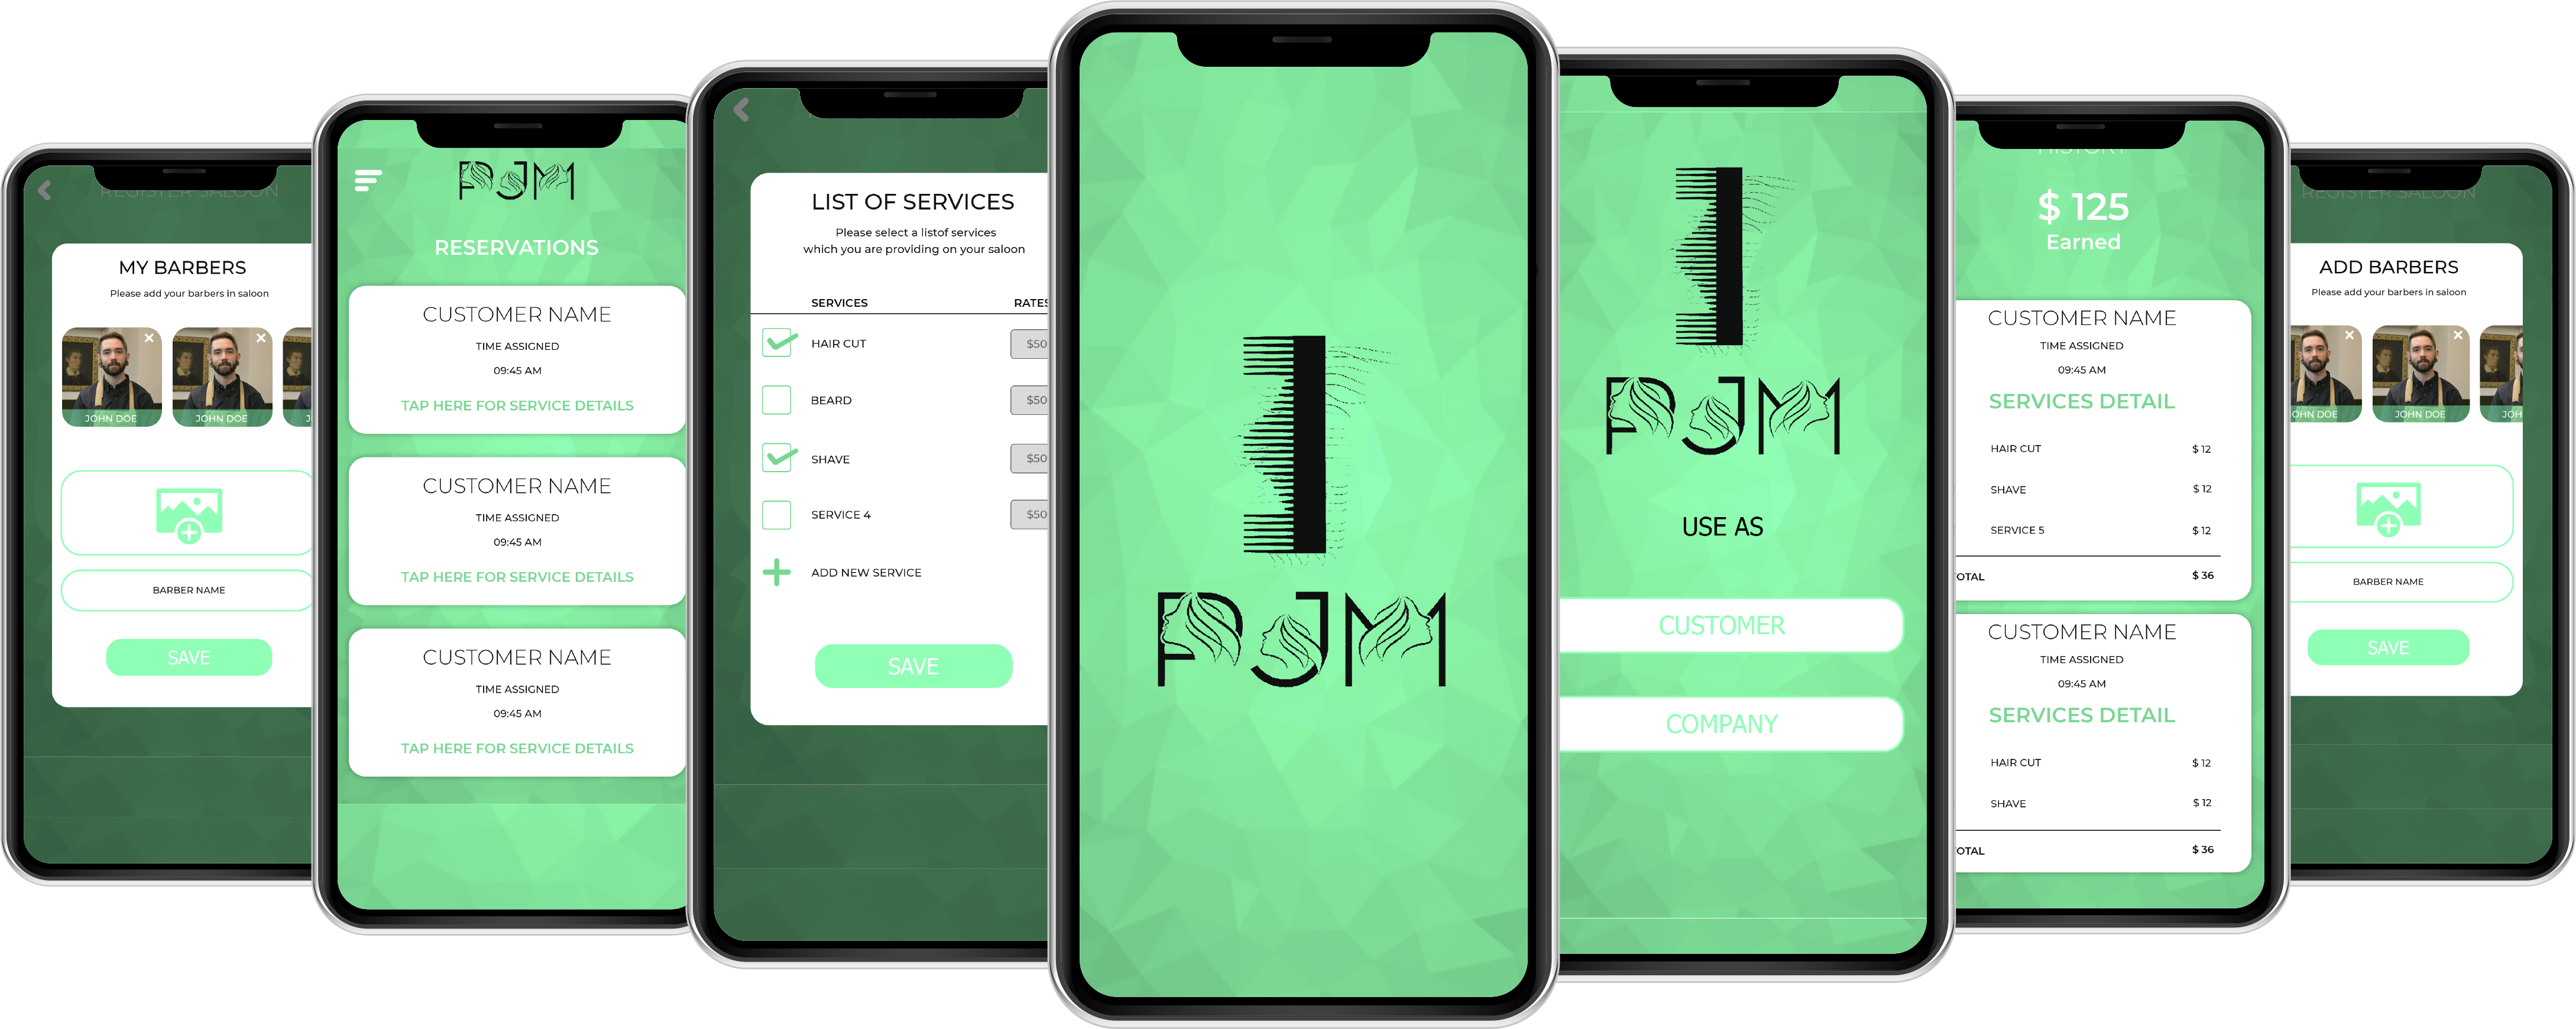 REGISTER SALOON
MY BARBERS
Please add your barbers in saloon
JOHN DOE
JOHN DOE
J
BARBER NAME
SAVE
PJM
RESERVATIONS
CUSTOMER NAME
TIME ASSIGNED
09:45 AM
TAP HERE FOR SERVICE DETAILS
CUSTOMER NAME
TIME ASSIGNED
09:45 AM
TAP HERE FOR SERVICE DETAILS
CUSTOMER NAME
TIME ASSIGNED
09:45 AM
TAP HERE FOR SERVICE DETAILS
LIST OF SERVICES
Please select a listof services
which you are providing on your saloon
SERVICES RATES
HAIR CUT $50
BEARD $50
SHAVE $50
SERVICE 4 $50
ADD NEW SERVICE
SAVE
PJM
PJM
USE AS
CUSTOMER
COMPANY
HISTORY
$ 125
Earned
CUSTOMER NAME
TIME ASSIGNED
09:45 AM
SERVICES DETAIL
HAIR CUT $ 12
SHAVE $ 12
SERVICE 5 $ 12
OTAL $ 36
CUSTOMER NAME
TIME ASSIGNED
09:45 AM
SERVICES DETAIL
HAIR CUT $ 12
SHAVE $ 12
OTAL $ 36
REGISTER SALOON
ADD BARBERS
Please add your barbers in saloon
OHN DOE
JOHN DOE
JOH
BARBER NAME
SAVE